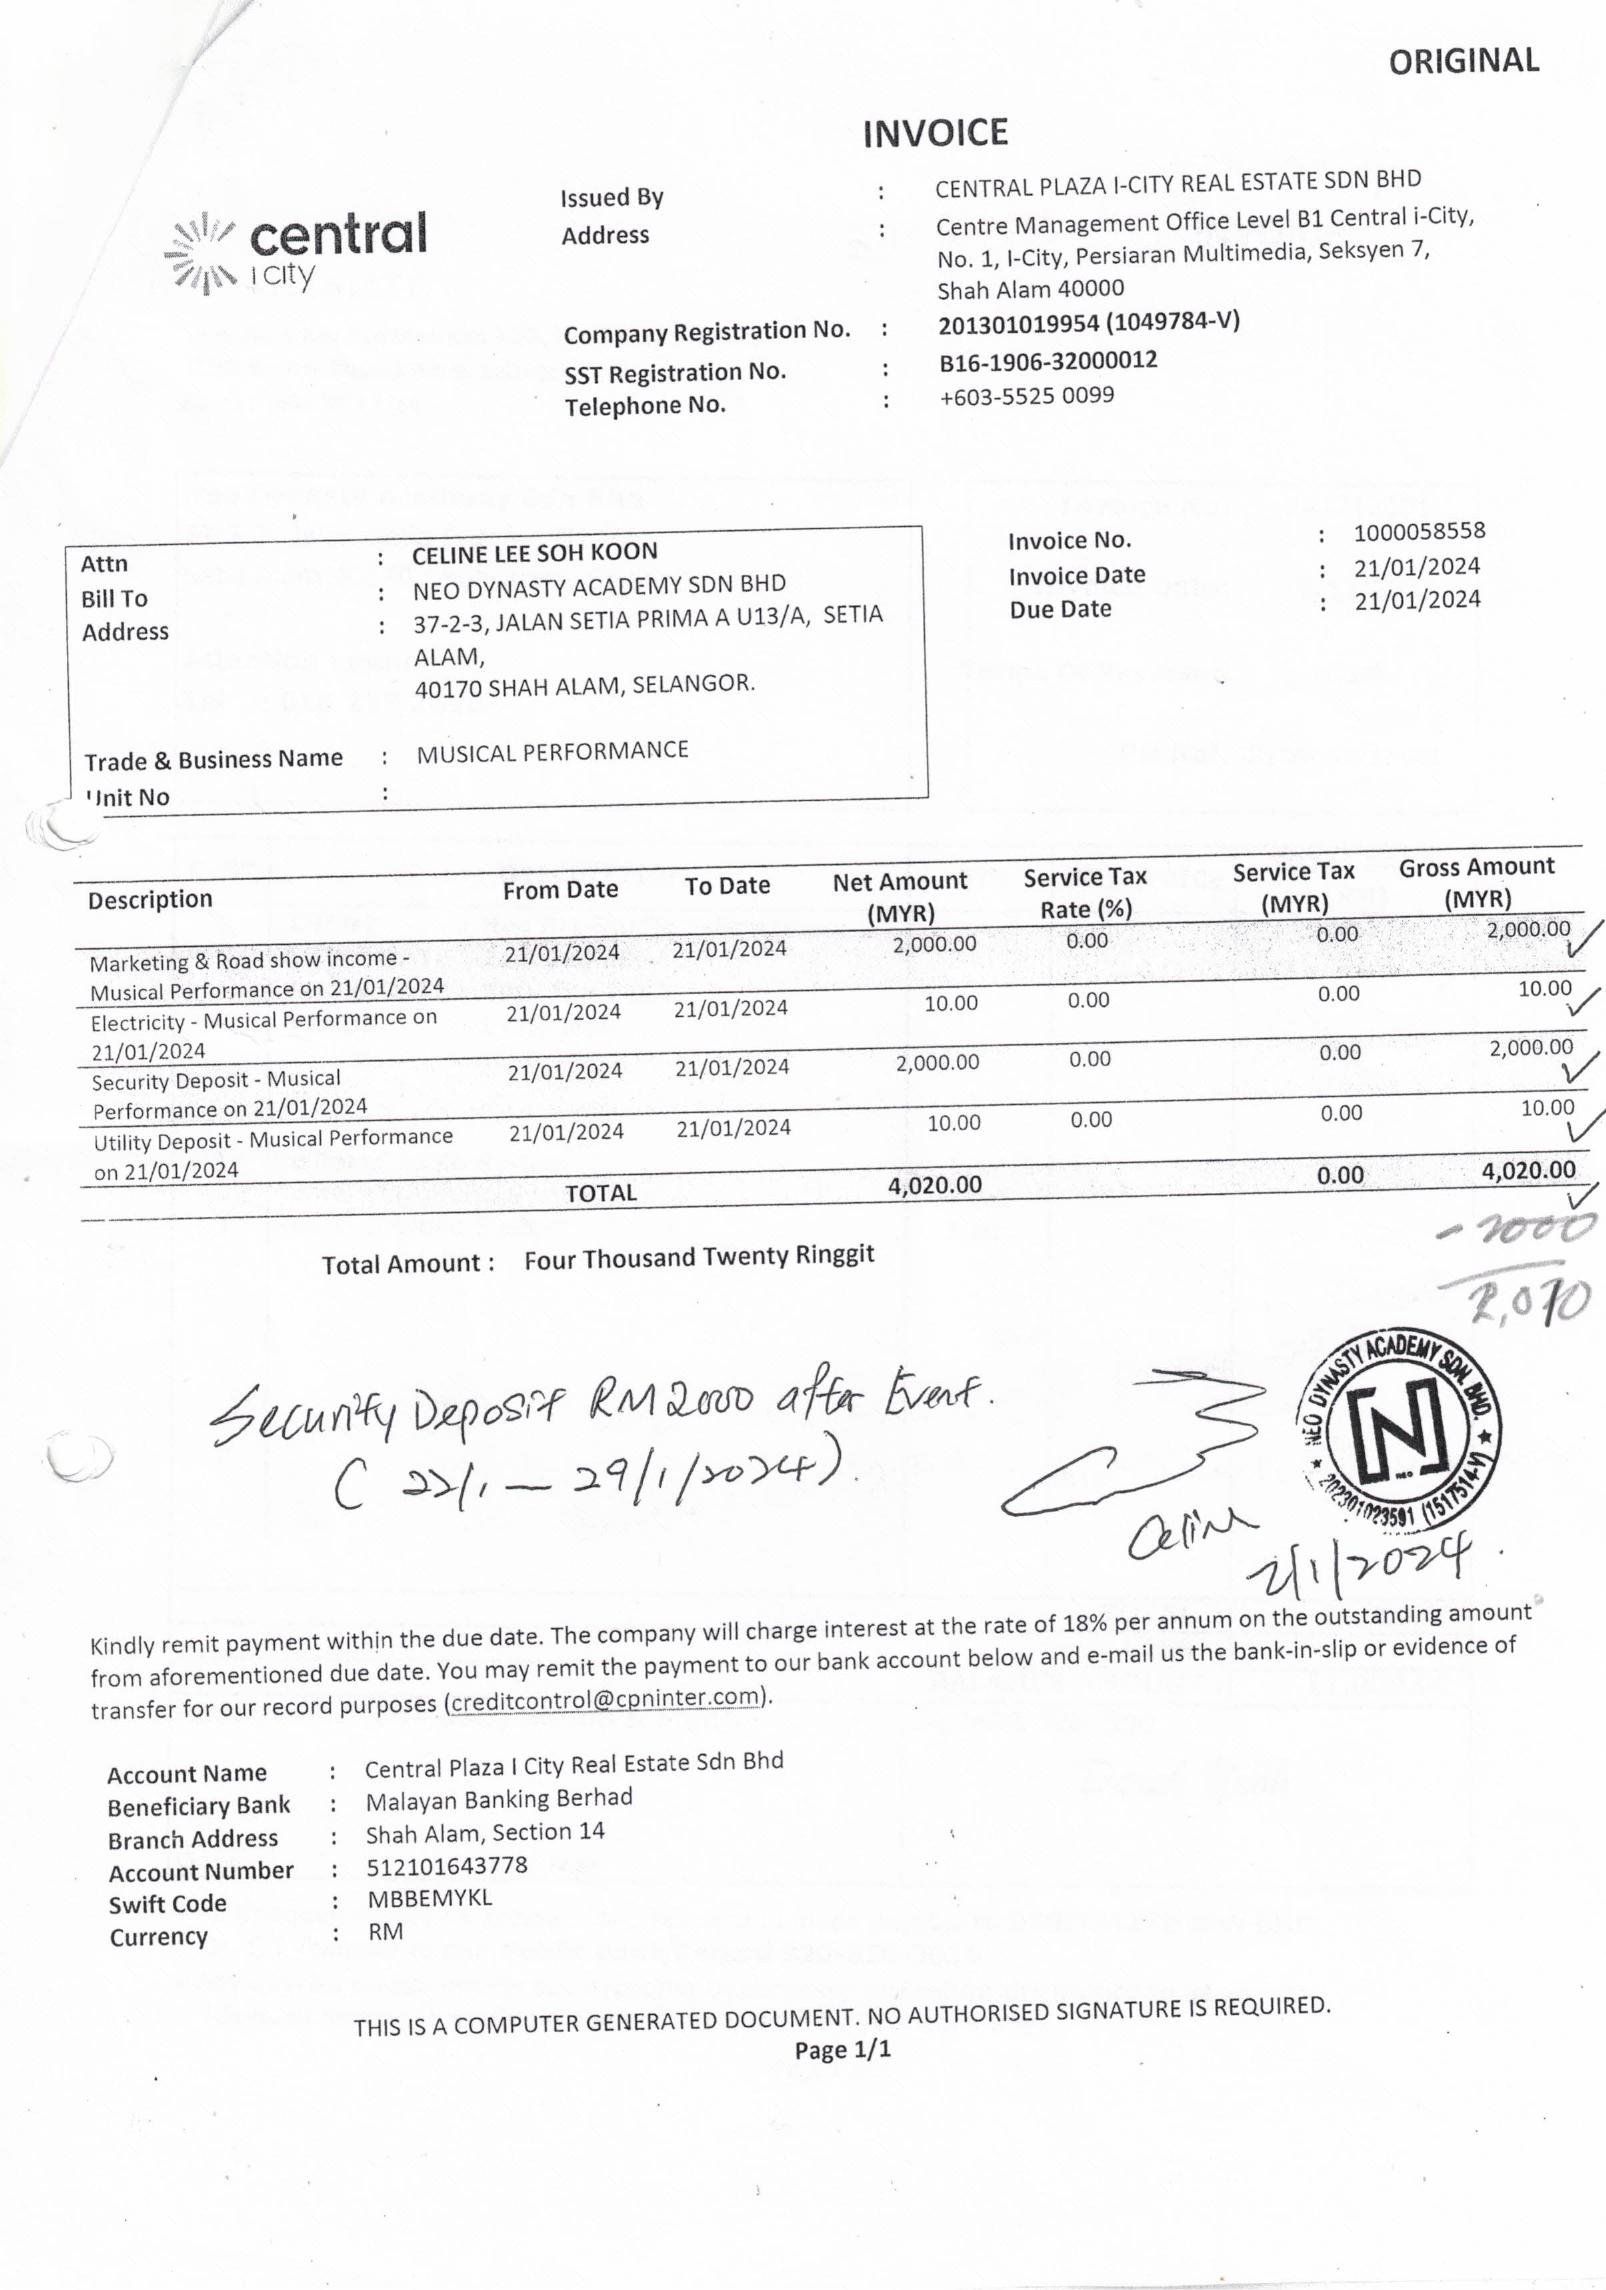 ORIGINAL
INVOICE
central
i city
Issued By : CENTRAL PLAZA I-CITY REAL ESTATE SDN BHD
Address : Centre Management Office Level B1 Central i-City,
No. 1, I-City, Persiaran Multimedia, Seksyen 7,
Shah Alam 40000
Company Registration No. : 201301019954 (1049784-V)
SST Registration No. : B16-1906-32000012
Telephone No. : +603-5525 0099
Attn : CELINE LEE SOH KOON
Bill To : NEO DYNASTY ACADEMY SDN BHD
Address : 37-2-3, JALAN SETIA PRIMA A U13/A, SETIA
ALAM,
40170 SHAH ALAM, SELANGOR.
Trade & Business Name : MUSICAL PERFORMANCE
Unit No :
Invoice No. : 1000058558
Invoice Date : 21/01/2024
Due Date : 21/01/2024
Description From Date To Date Net Amount (MYR) Service Tax Rate (%) Service Tax (MYR) Gross Amount (MYR)
Marketing & Road show income - 21/01/2024 21/01/2024 2,000.00 0.00 0.00 2,000.00
Musical Performance on 21/01/2024
Electricity - Musical Performance on 21/01/2024 21/01/2024 10.00 0.00 0.00 10.00
21/01/2024
Security Deposit - Musical 21/01/2024 21/01/2024 2,000.00 0.00 0.00 2,000.00
Performance on 21/01/2024
Utility Deposit - Musical Performance 21/01/2024 21/01/2024 10.00 0.00 0.00 10.00
on 21/01/2024
TOTAL 4,020.00 0.00 4,020.00
- 2000
Total Amount : Four Thousand Twenty Ringgit
Security Deposit RM2000 after Event.
( 22/1 — 29/1/2024).
NEO DYNASTY ACADEMY SDN. BHD.
N
NEO
202301023591 (1517514-V)
Celine
2/1/2024.
Kindly remit payment within the due date. The company will charge interest at the rate of 18% per annum on the outstanding amount
from aforementioned due date. You may remit the payment to our bank account below and e-mail us the bank-in-slip or evidence of
transfer for our record purposes (creditcontrol@cpninter.com).
Account Name : Central Plaza I City Real Estate Sdn Bhd
Beneficiary Bank : Malayan Banking Berhad
Branch Address : Shah Alam, Section 14
Account Number : 512101643778
Swift Code : MBBEMYKL
Currency : RM
THIS IS A COMPUTER GENERATED DOCUMENT. NO AUTHORISED SIGNATURE IS REQUIRED.
Page 1/1